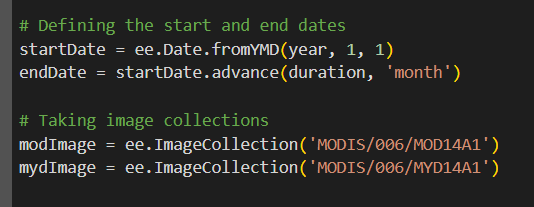 # Defining the start and end dates
startDate = ee.Date.fromYMD(year, 1, 1)
endDate = startDate.advance(duration, 'month')
# Taking image collections
modImage = ee.ImageCollection('MODIS/006/MOD14A1')
mydImage = ee.ImageCollection('MODIS/006/MYD14A1')